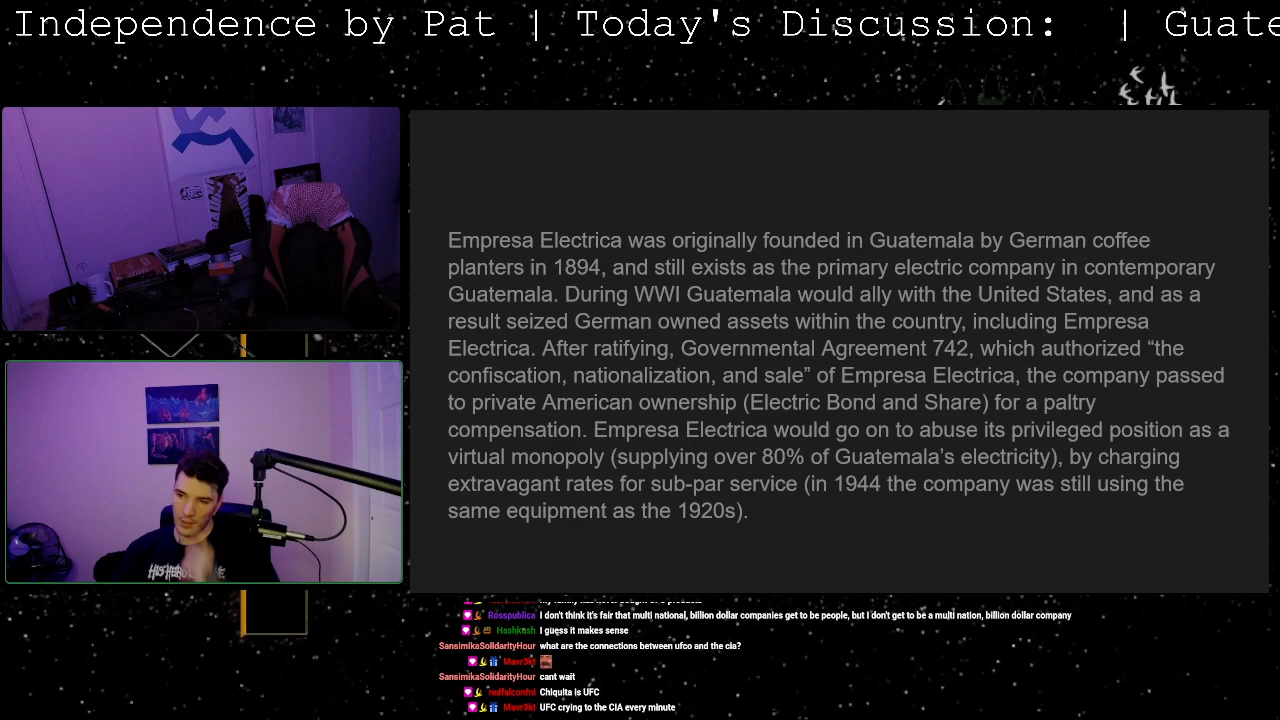 Independence by Pat | Today's Discussion: | Guate
Empresa Electrica was originally founded in Guatemala by German coffee
planters in 1894, and still exists as the primary electric company in contemporary
Guatemala. During WWI Guatemala would ally with the United States, and as a
result seized German owned assets within the country, including Empresa
Electrica. After ratifying, Governmental Agreement 742, which authorized “the
confiscation, nationalization, and sale” of Empresa Electrica, the company passed
to private American ownership (Electric Bond and Share) for a paltry
compensation. Empresa Electrica would go on to abuse its privileged position as a
virtual monopoly (supplying over 80% of Guatemala’s electricity), by charging
extravagant rates for sub-par service (in 1944 the company was still using the
same equipment as the 1920s).
Rosspublica I don't think it's fair that multi national, billion dollar companies get to be people, but I don't get to be a multi nation, billion dollar company
Hashkush I guess it makes sense
SansimikaSolidarityHour what are the connections between ufco and the cia?
Mavr3kt
SansimikaSolidarityHour cant wait
redfalconfnl Chiquita is UFC
Mavr3kt UFC crying to the CIA every minute